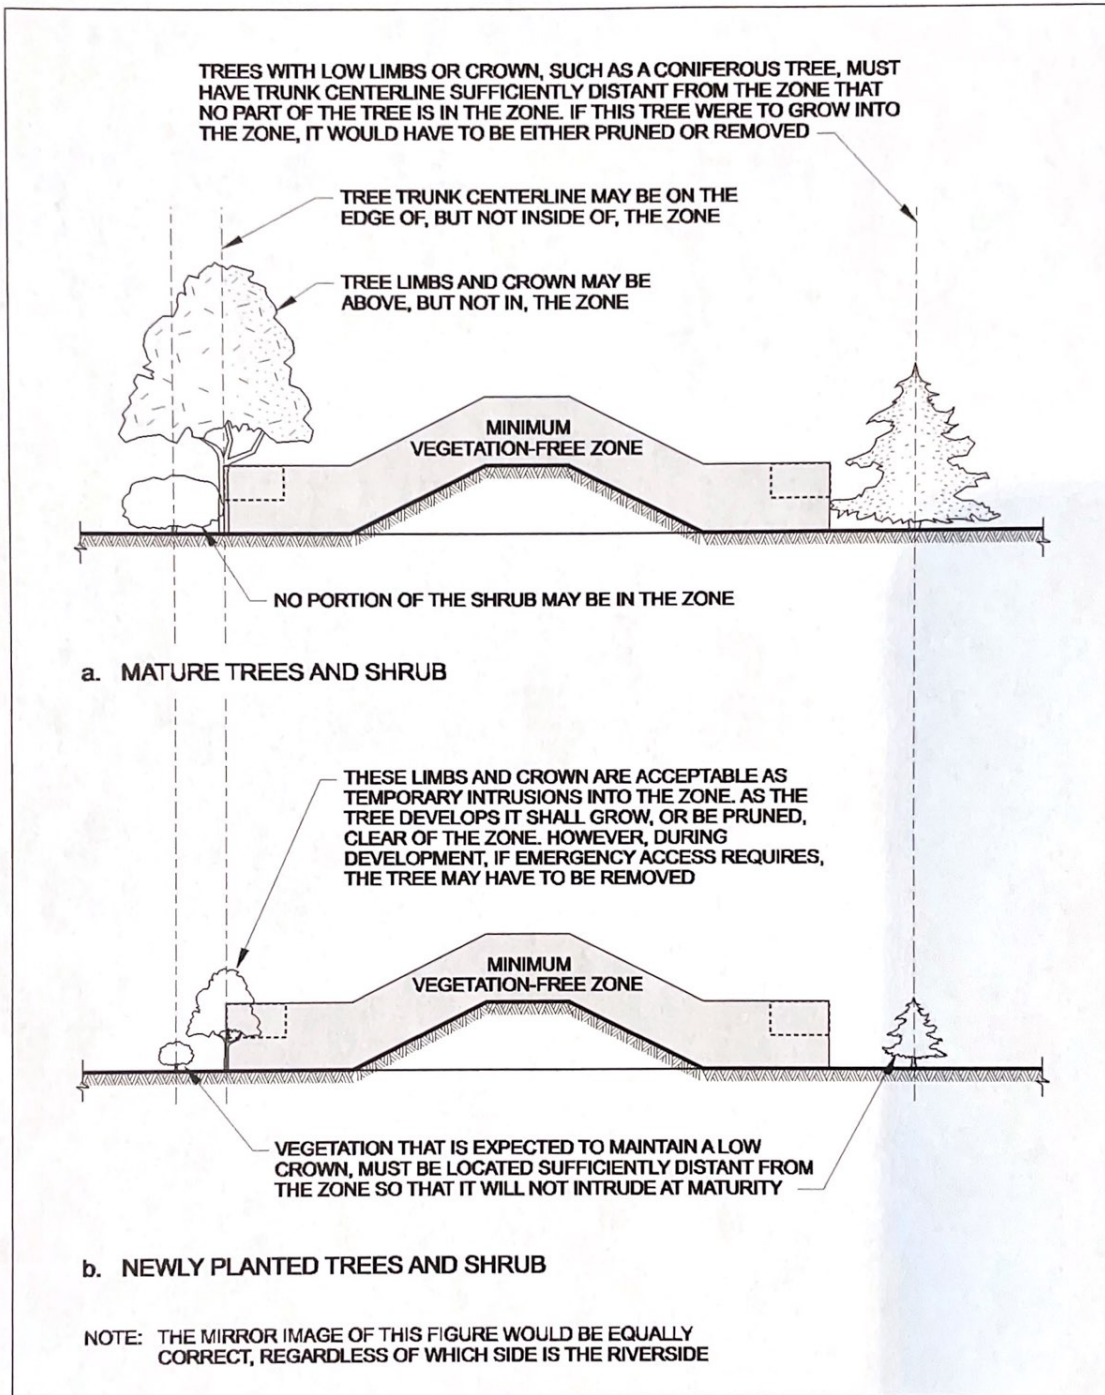 TREES WITH LOW LIMBS OR CROWN, SUCH AS A CONIFEROUS TREE, MUST
HAVE TRUNK CENTERLINE SUFFICIENTLY DISTANT FROM THE ZONE THAT
NO PART OF THE TREE IS IN THE ZONE. IF THIS TREE WERE TO GROW INTO
THE ZONE, IT WOULD HAVE TO BE EITHER PRUNED OR REMOVED
TREE TRUNK CENTERLINE MAY BE ON THE
EDGE OF, BUT NOT INSIDE OF, THE ZONE
TREE LIMBS AND CROWN MAY BE
ABOVE, BUT NOT IN, THE ZONE
MINIMUM
VEGETATION-FREE ZONE
NO PORTION OF THE SHRUB MAY BE IN THE ZONE
a. MATURE TREES AND SHRUB
THESE LIMBS AND CROWN ARE ACCEPTABLE AS
TEMPORARY INTRUSIONS INTO THE ZONE. AS THE
TREE DEVELOPS IT SHALL GROW, OR BE PRUNED,
CLEAR OF THE ZONE. HOWEVER, DURING
DEVELOPMENT, IF EMERGENCY ACCESS REQUIRES,
THE TREE MAY HAVE TO BE REMOVED
MINIMUM
VEGETATION-FREE ZONE
VEGETATION THAT IS EXPECTED TO MAINTAIN A LOW
CROWN, MUST BE LOCATED SUFFICIENTLY DISTANT FROM
THE ZONE SO THAT IT WILL NOT INTRUDE AT MATURITY
b. NEWLY PLANTED TREES AND SHRUB
NOTE: THE MIRROR IMAGE OF THIS FIGURE WOULD BE EQUALLY
CORRECT, REGARDLESS OF WHICH SIDE IS THE RIVERSIDE